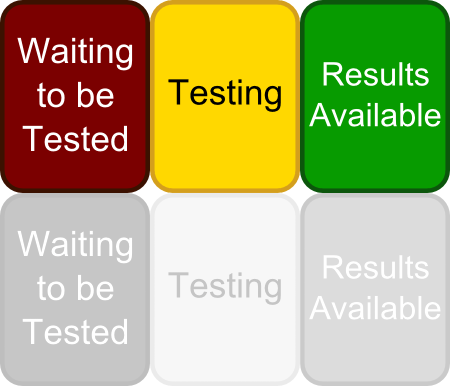 Waiting
to be
Tested
Testing
Results
Available
Waiting
to be
Tested
Testing
Results
Available